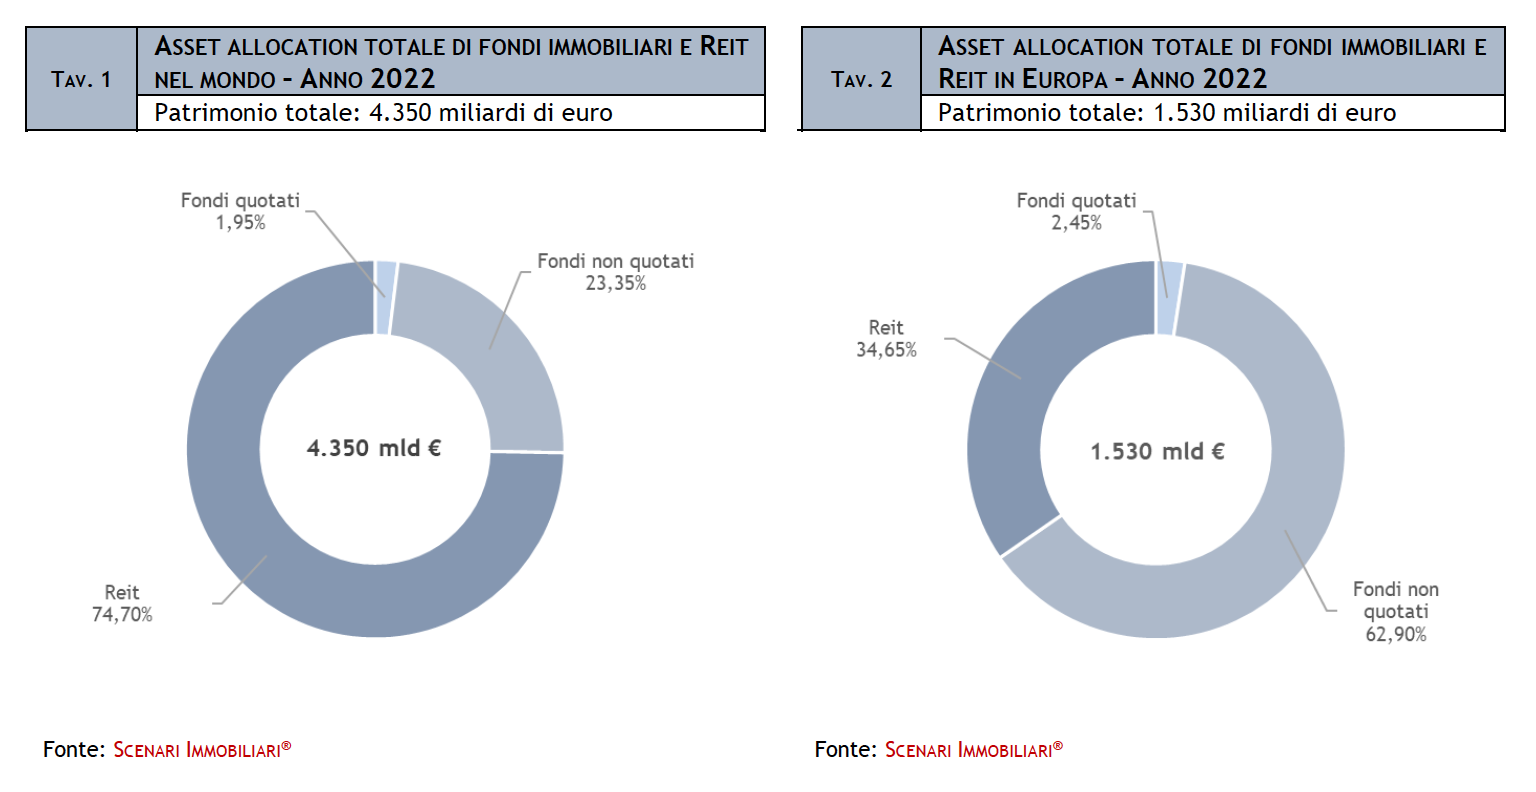 TAV. 1
ASSET ALLOCATION TOTALE DI FONDI IMMOBILIARI E REIT
NEL MONDO – ANNO 2022
Patrimonio totale: 4.350 miliardi di euro
Fondi quotati
1,95%
Fondi non quotati
23,35%
4.350 mld €
Reit
74,70%
Fonte: SCENARI IMMOBILIARI®
TAV. 2
ASSET ALLOCATION TOTALE DI FONDI IMMOBILIARI E
REIT IN EUROPA – ANNO 2022
Patrimonio totale: 1.530 miliardi di euro
Fondi quotati
2,45%
Reit
34,65%
1.530 mld €
Fondi non
quotati
62,90%
Fonte: SCENARI IMMOBILIARI®